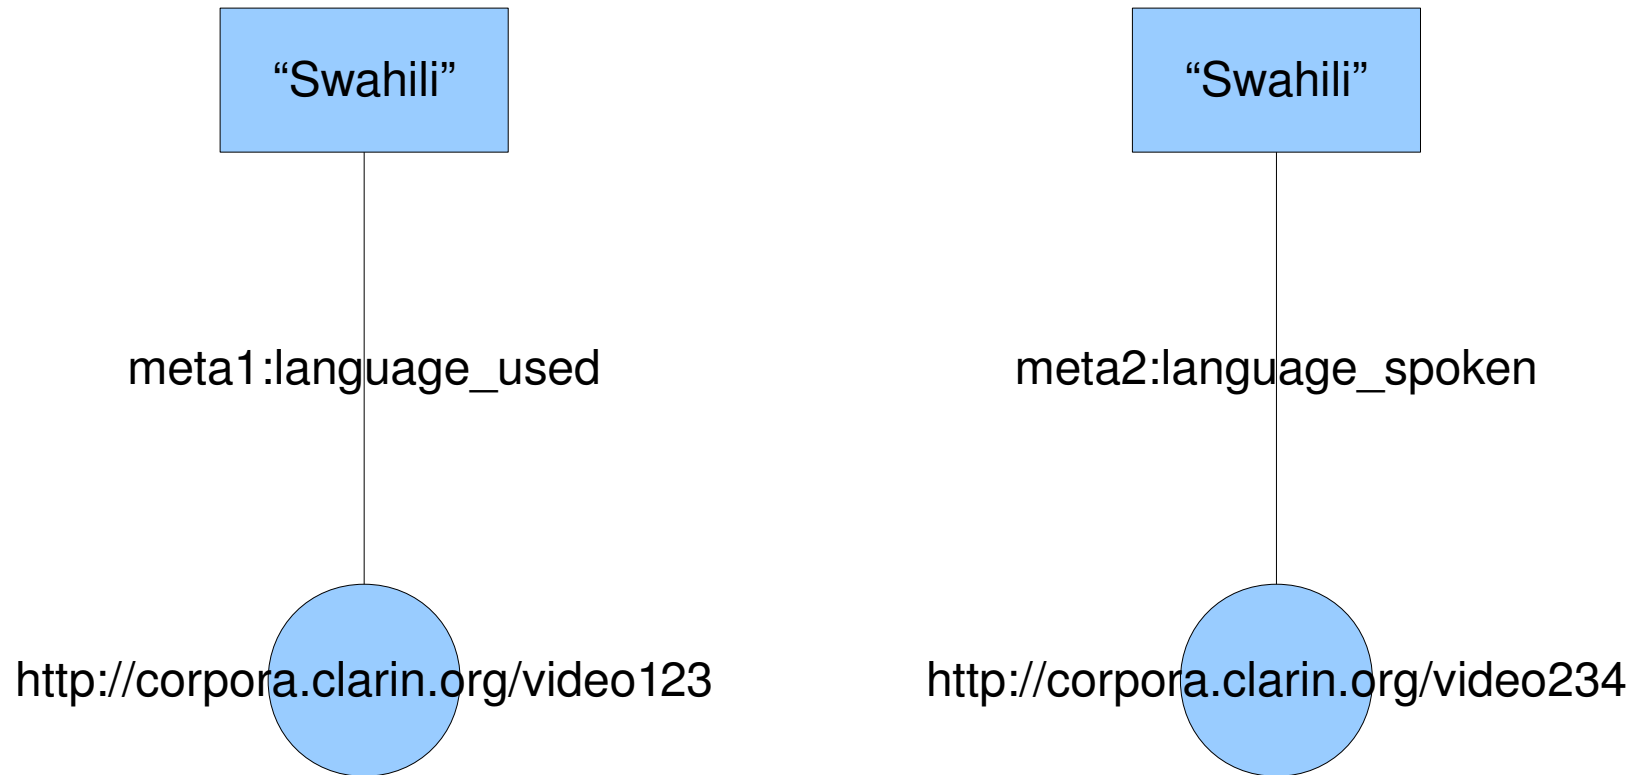 “Swahili”
“Swahili”
meta1:language_used
meta2:language_spoken
http://corpora.clarin.org/video123
http://corpora.clarin.org/video234